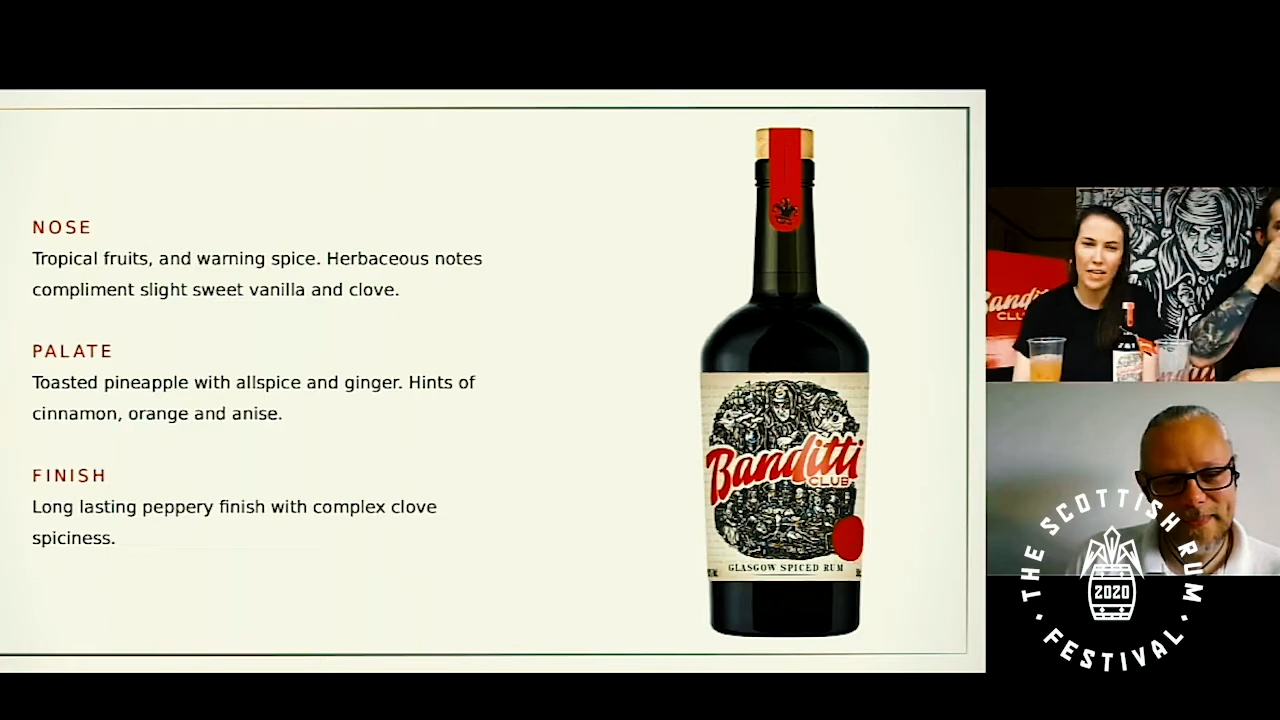 NOSE
Tropical fruits, and warning spice. Herbaceous notes
compliment slight sweet vanilla and clove.
PALATE
Toasted pineapple with allspice and ginger. Hints of
cinnamon, orange and anise.
FINISH
Long lasting peppery finish with complex clove
spiciness.
Banditti
CLUB
GLASGOW SPICED RUM
THE SCOTTISH RUM
2020
FESTIVAL